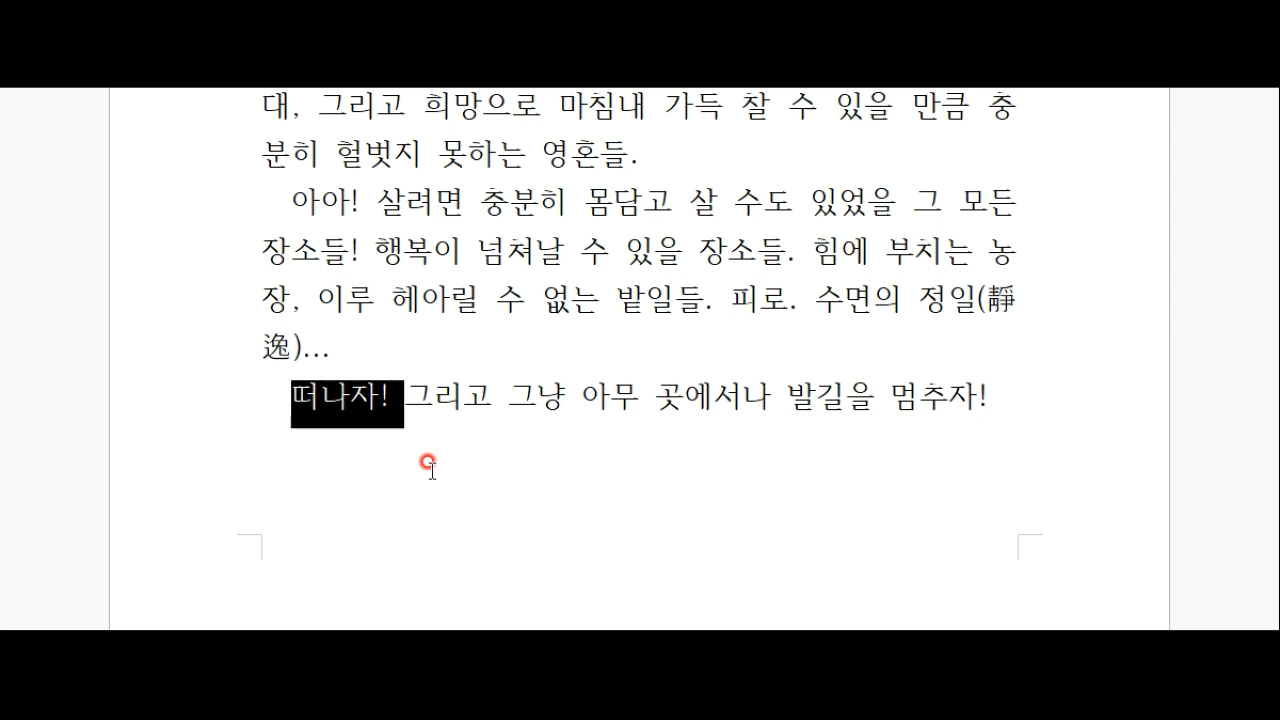 대, 그리고 희망으로 마침내 가득 찰 수 있을 만큼 충
분히 헐벗지 못하는 영혼들.
아아! 살려면 충분히 몸담고 살 수도 있었을 그 모든
장소들! 행복이 넘쳐날 수 있을 장소들. 힘에 부치는 농
장, 이루 헤아릴 수 없는 밭일들. 피로. 수면의 정일(靜
逸)...
떠나자! 그리고 그냥 아무 곳에서나 발길을 멈추자!